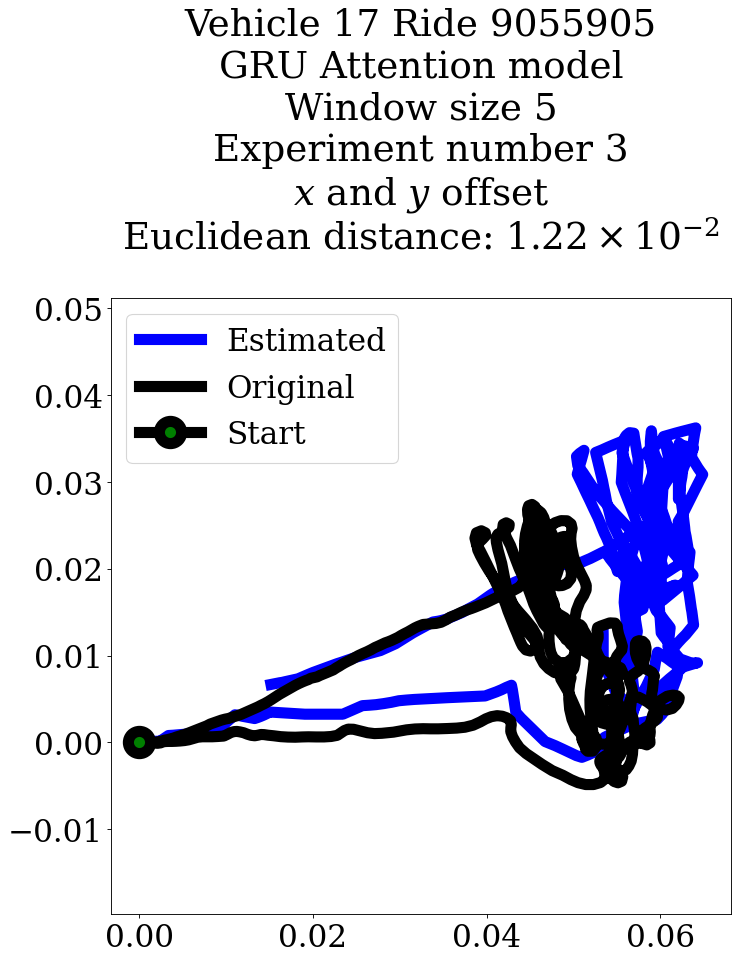 Vehicle 17 Ride 9055905
GRU Attention model
Window size 5
Experiment number 3
x and y offset
Euclidean distance: 1.22 × 10⁻²
0.05
0.04
0.03
0.02
0.01
0.00
−0.01
Estimated
Original
Start
0.00 0.02 0.04 0.06